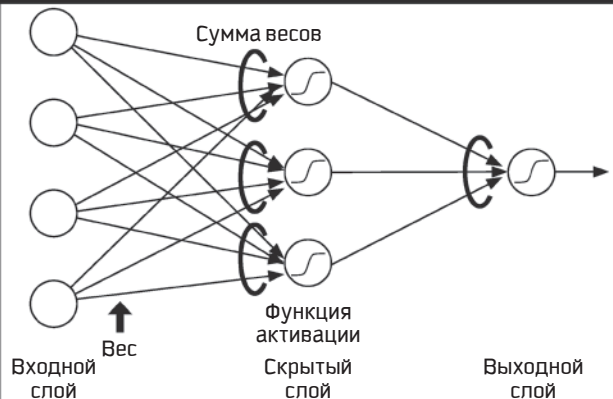 Сумма весов
Функция
активации
Вес
Входной
слой
Скрытый
слой
Выходной
слой